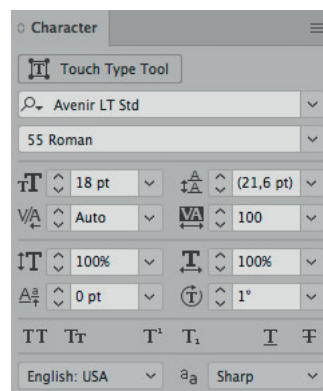 Character
Touch Type Tool
Avenir LT Std
55 Roman
18 pt (21,6 pt)
Auto 100
100% 100%
0 pt 1°
TT Tт T¹ T₁ T Ŧ
English: USA aa Sharp